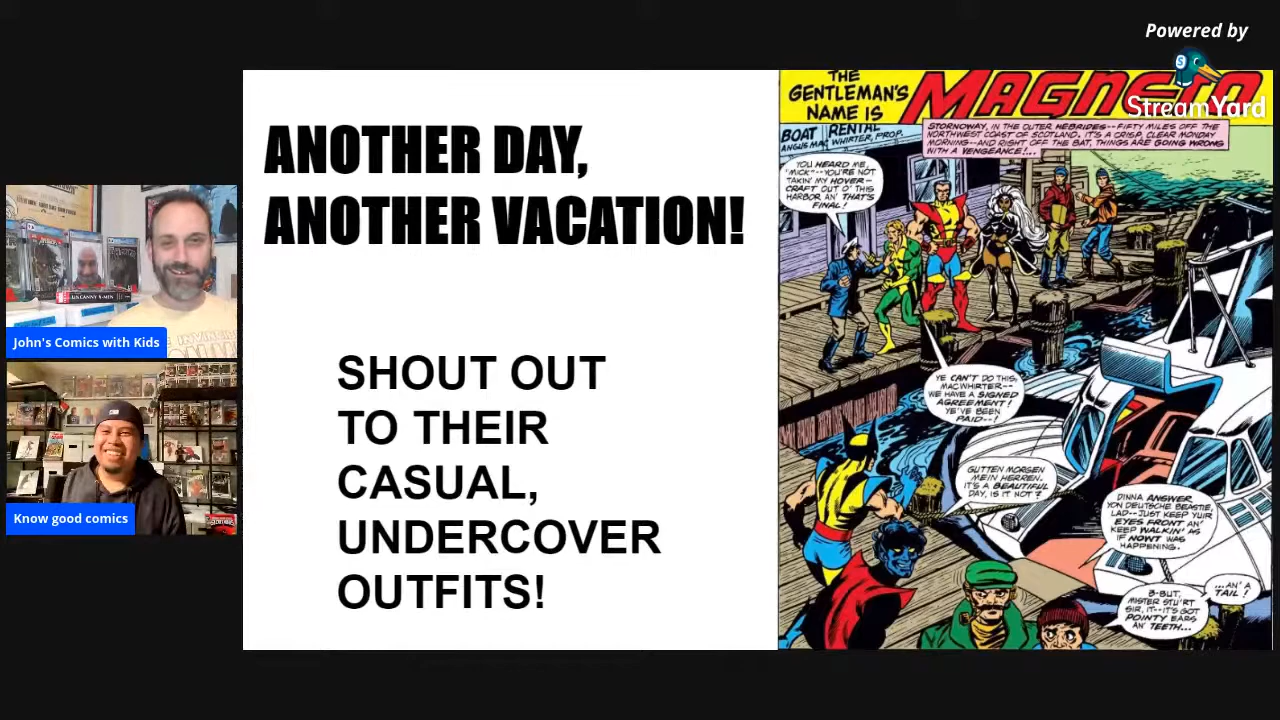 Powered by
StreamYard
ANOTHER DAY,
ANOTHER VACATION!
SHOUT OUT
TO THEIR
CASUAL,
UNDERCOVER
OUTFITS!
John's Comics with Kids
UNCANNY X-MEN
Know good comics
THE
GENTLEMAN'S
NAME IS
MAGNETO
STORNOWAY, IN THE OUTER HEBRIDES--FIFTY MILES OFF THE
NORTHWEST COAST OF SCOTLAND. IT'S A CRISP, CLEAR MONDAY
MORNING--AND RIGHT OFF THE BAT, THINGS ARE GOING WRONG
WITH A VENGEANCE!...
BOAT RENTAL
ANGUS MAC WHIRTER, PROP.
YOU HEARD ME,
"MICK"--YOU'RE NOT
TAKIN' MY HOVER-
CRAFT OUT O' THIS
HARBOR AN' THAT'S
FINAL!
YE CAN'T DO THIS,
MACWHIRTER--
WE HAVE A SIGNED
AGREEMENT!
YE'VE BEEN
PAID--!
GUTTEN MORGEN
MEIN HERREN.
IT'S A BEAUTIFUL
DAY, IS IT NOT?
DINNA ANSWER
YON DEUTSCHE BEASTIE,
LAD--JUST KEEP YUIR
EYES FRONT AN'
KEEP WALKIN' AS
IF NOWT WAS
HAPPENING.
B-BUT,
MISTER STU'RT
SIR, IT--IT'S GOT
POINTY EARS
AN' TEETH...
...AN' A
TAIL!